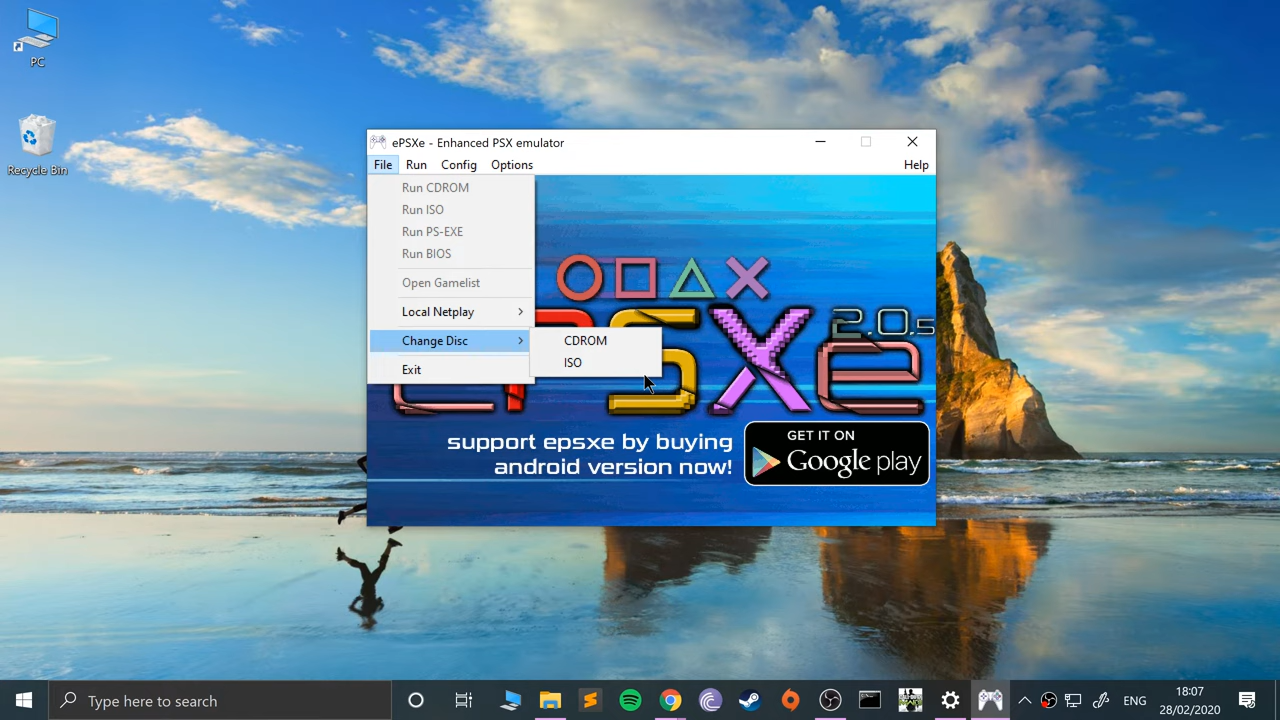 PC
Recycle Bin
ePSXe - Enhanced PSX emulator
File Run Config Options Help
Run CDROM
Run ISO
Run PS-EXE
Run BIOS
Open Gamelist
Local Netplay
Change Disc
Exit
CDROM
ISO
ePSXe 2.0.5
support epsxe by buying
android version now!
GET IT ON
Google play
Type here to search
ENG
18:07
28/02/2020